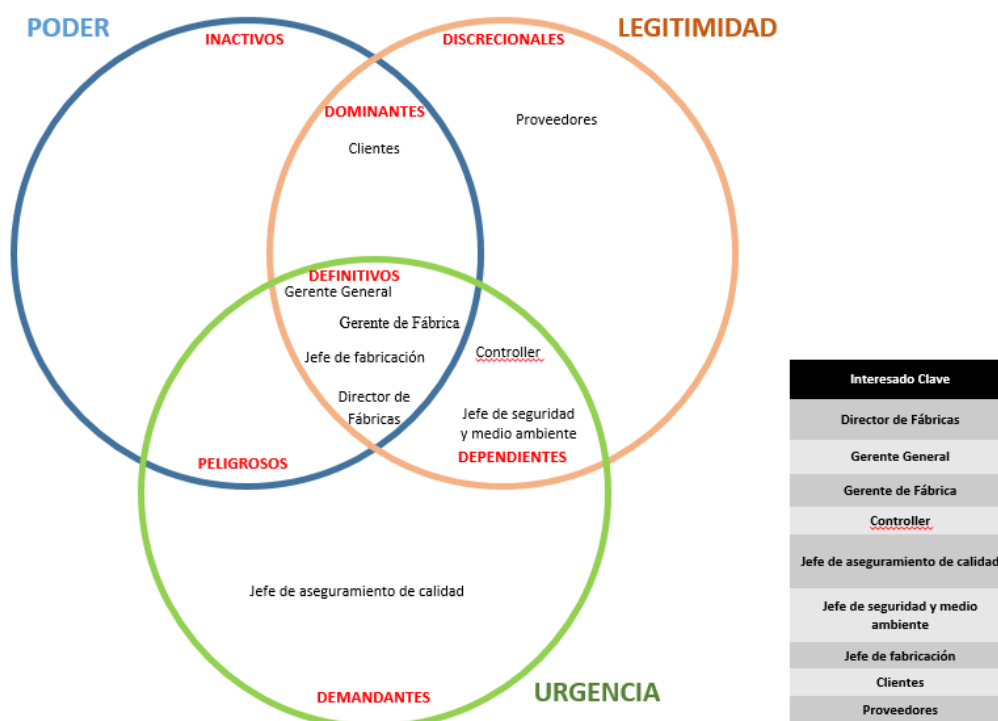 PODER
INACTIVOS
DISCRECIONALES
LEGITIMIDAD
DOMINANTES
Proveedores
Clientes
DEFINITIVOS
Gerente General
Gerente de Fábrica
Jefe de fabricación
Controller
Director de
Fábricas
Jefe de seguridad
y medio ambiente
PELIGROSOS
DEPENDIENTES
Jefe de aseguramiento de calidad
DEMANDANTES
URGENCIA
Interesado Clave
Director de Fábricas
Gerente General
Gerente de Fábrica
Controller
Jefe de aseguramiento de calidad
Jefe de seguridad y medio
ambiente
Jefe de fabricación
Clientes
Proveedores